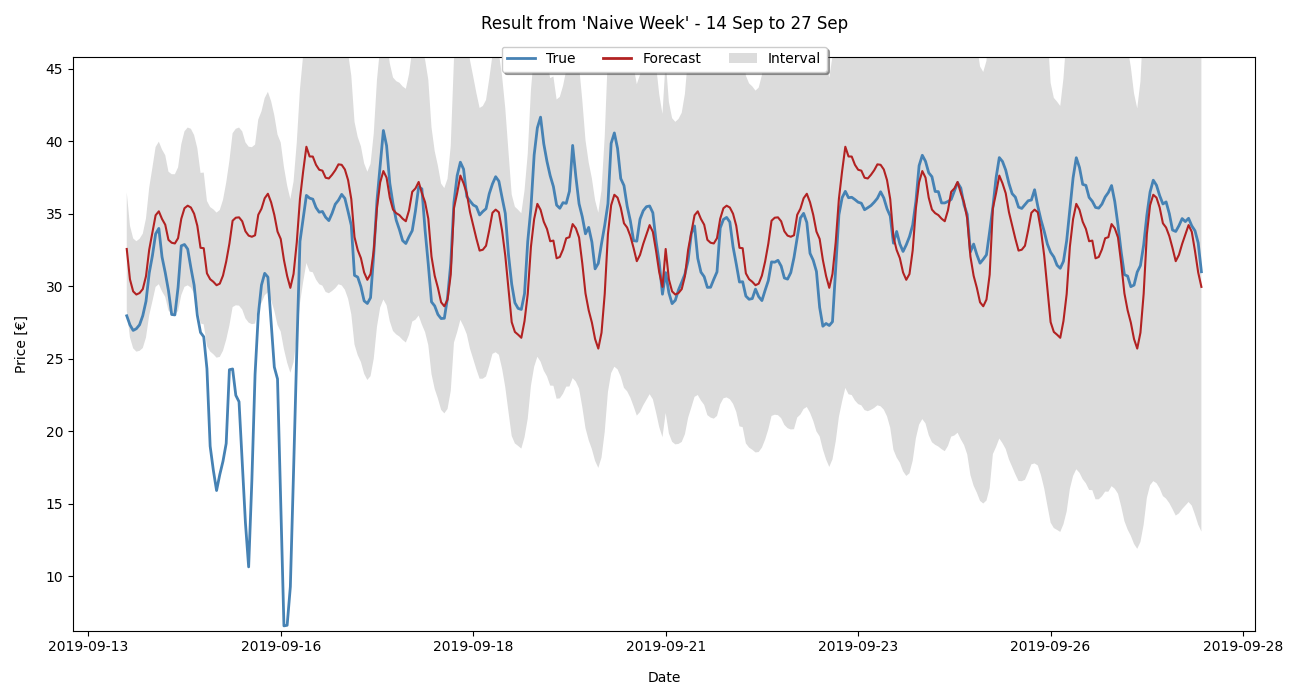 Result from 'Naive Week' - 14 Sep to 27 Sep
True Forecast Interval
45
40
35
30
25
20
15
10
Price [€]
2019-09-13 2019-09-16 2019-09-18 2019-09-21 2019-09-23 2019-09-26 2019-09-28
Date